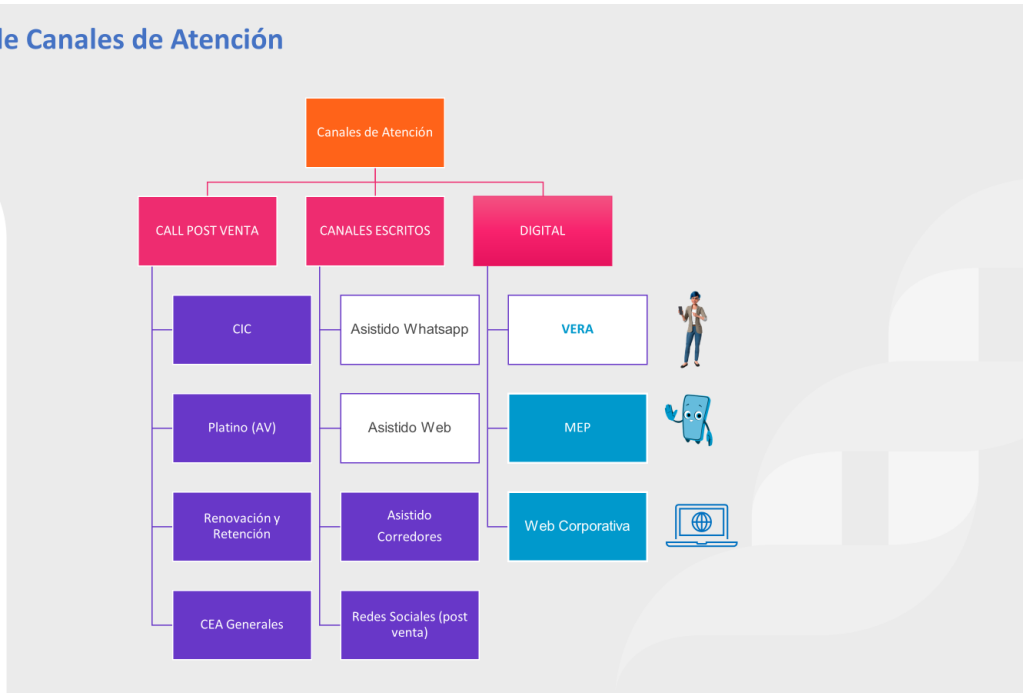 de Canales de Atención
Canales de Atención
CALL POST VENTA
CANALES ESCRITOS
DIGITAL
CIC
Asistido Whatsapp
VERA
Platino (AV)
Asistido Web
MEP
Renovación y
Retención
Asistido
Corredores
Web Corporativa
CEA Generales
Redes Sociales (post
venta)